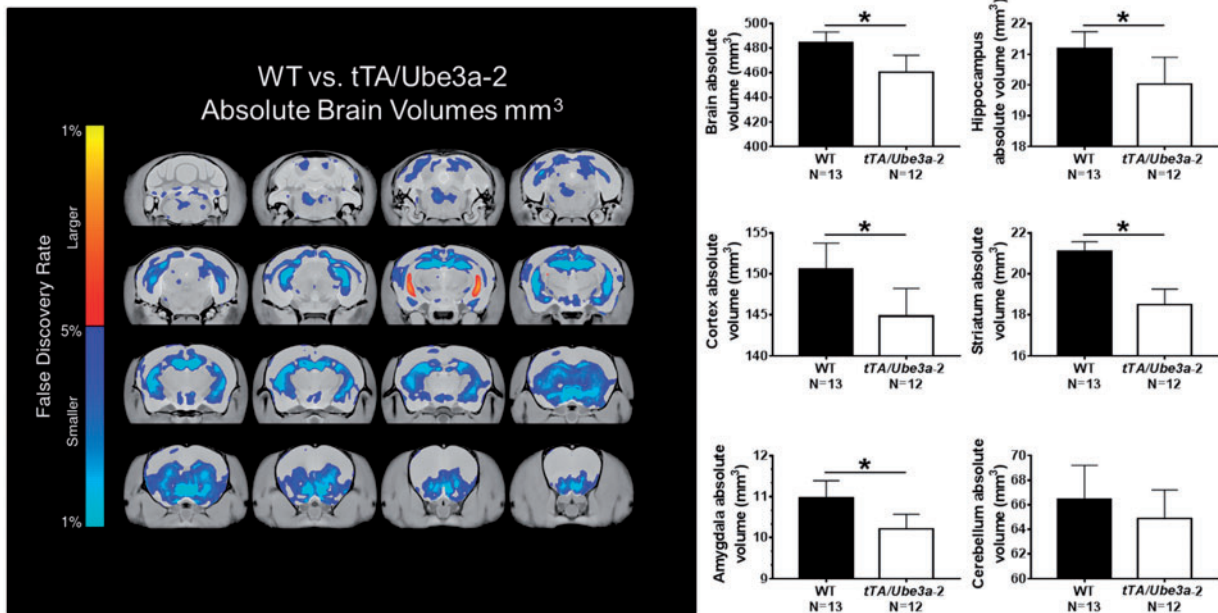 WT vs. tTA/Ube3a-2
Absolute Brain Volumes mm³
False Discovery Rate
1%
Larger
5%
Smaller
1%
Brain absolute
volume (mm³)
500
480
460
440
420
400
*
WT
N=13
tTA/Ube3a-2
N=12
Hippocampus
absolute volume (mm³)
22
21
20
19
18
*
WT
N=13
tTA/Ube3a-2
N=12
Cortex absolute
volume (mm³)
155
150
145
140
*
WT
N=13
tTA/Ube3a-2
N=12
Striatum absolute
volume (mm³)
22
20
18
16
*
WT
N=13
tTA/Ube3a-2
N=12
Amygdala absolute
volume (mm³)
11
11
10
9
*
WT
N=13
tTA/Ube3a-2
N=12
Cerebellum absolute
volume (mm³)
70
68
66
64
62
60
WT
N=13
tTA/Ube3a-2
N=12